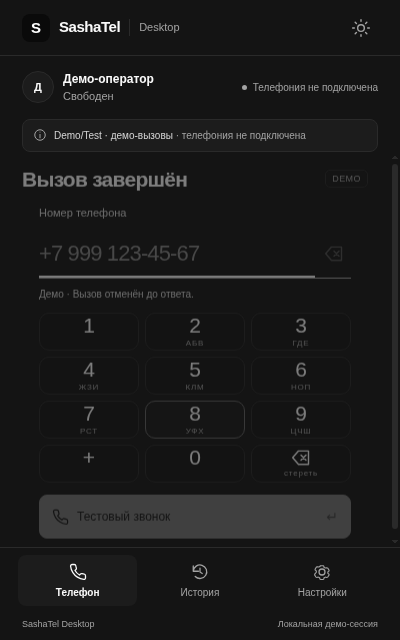 S SashaTel Desktop
Д Демо-оператор
Свободен
Телефония не подключена
Demo/Test · демо-вызовы · телефония не подключена
Вызов завершён DEMO
Номер телефона
+7 999 123-45-67
Демо · Вызов отменён до ответа.
1 2 3
АБВ ГДЕ
4 5 6
ЖЗИ КЛМ НОП
7 8 9
РСТ УФХ ЦЧШ
+ 0
стереть
Тестовый звонок
Телефон История Настройки
SashaTel Desktop Локальная демо-сессия